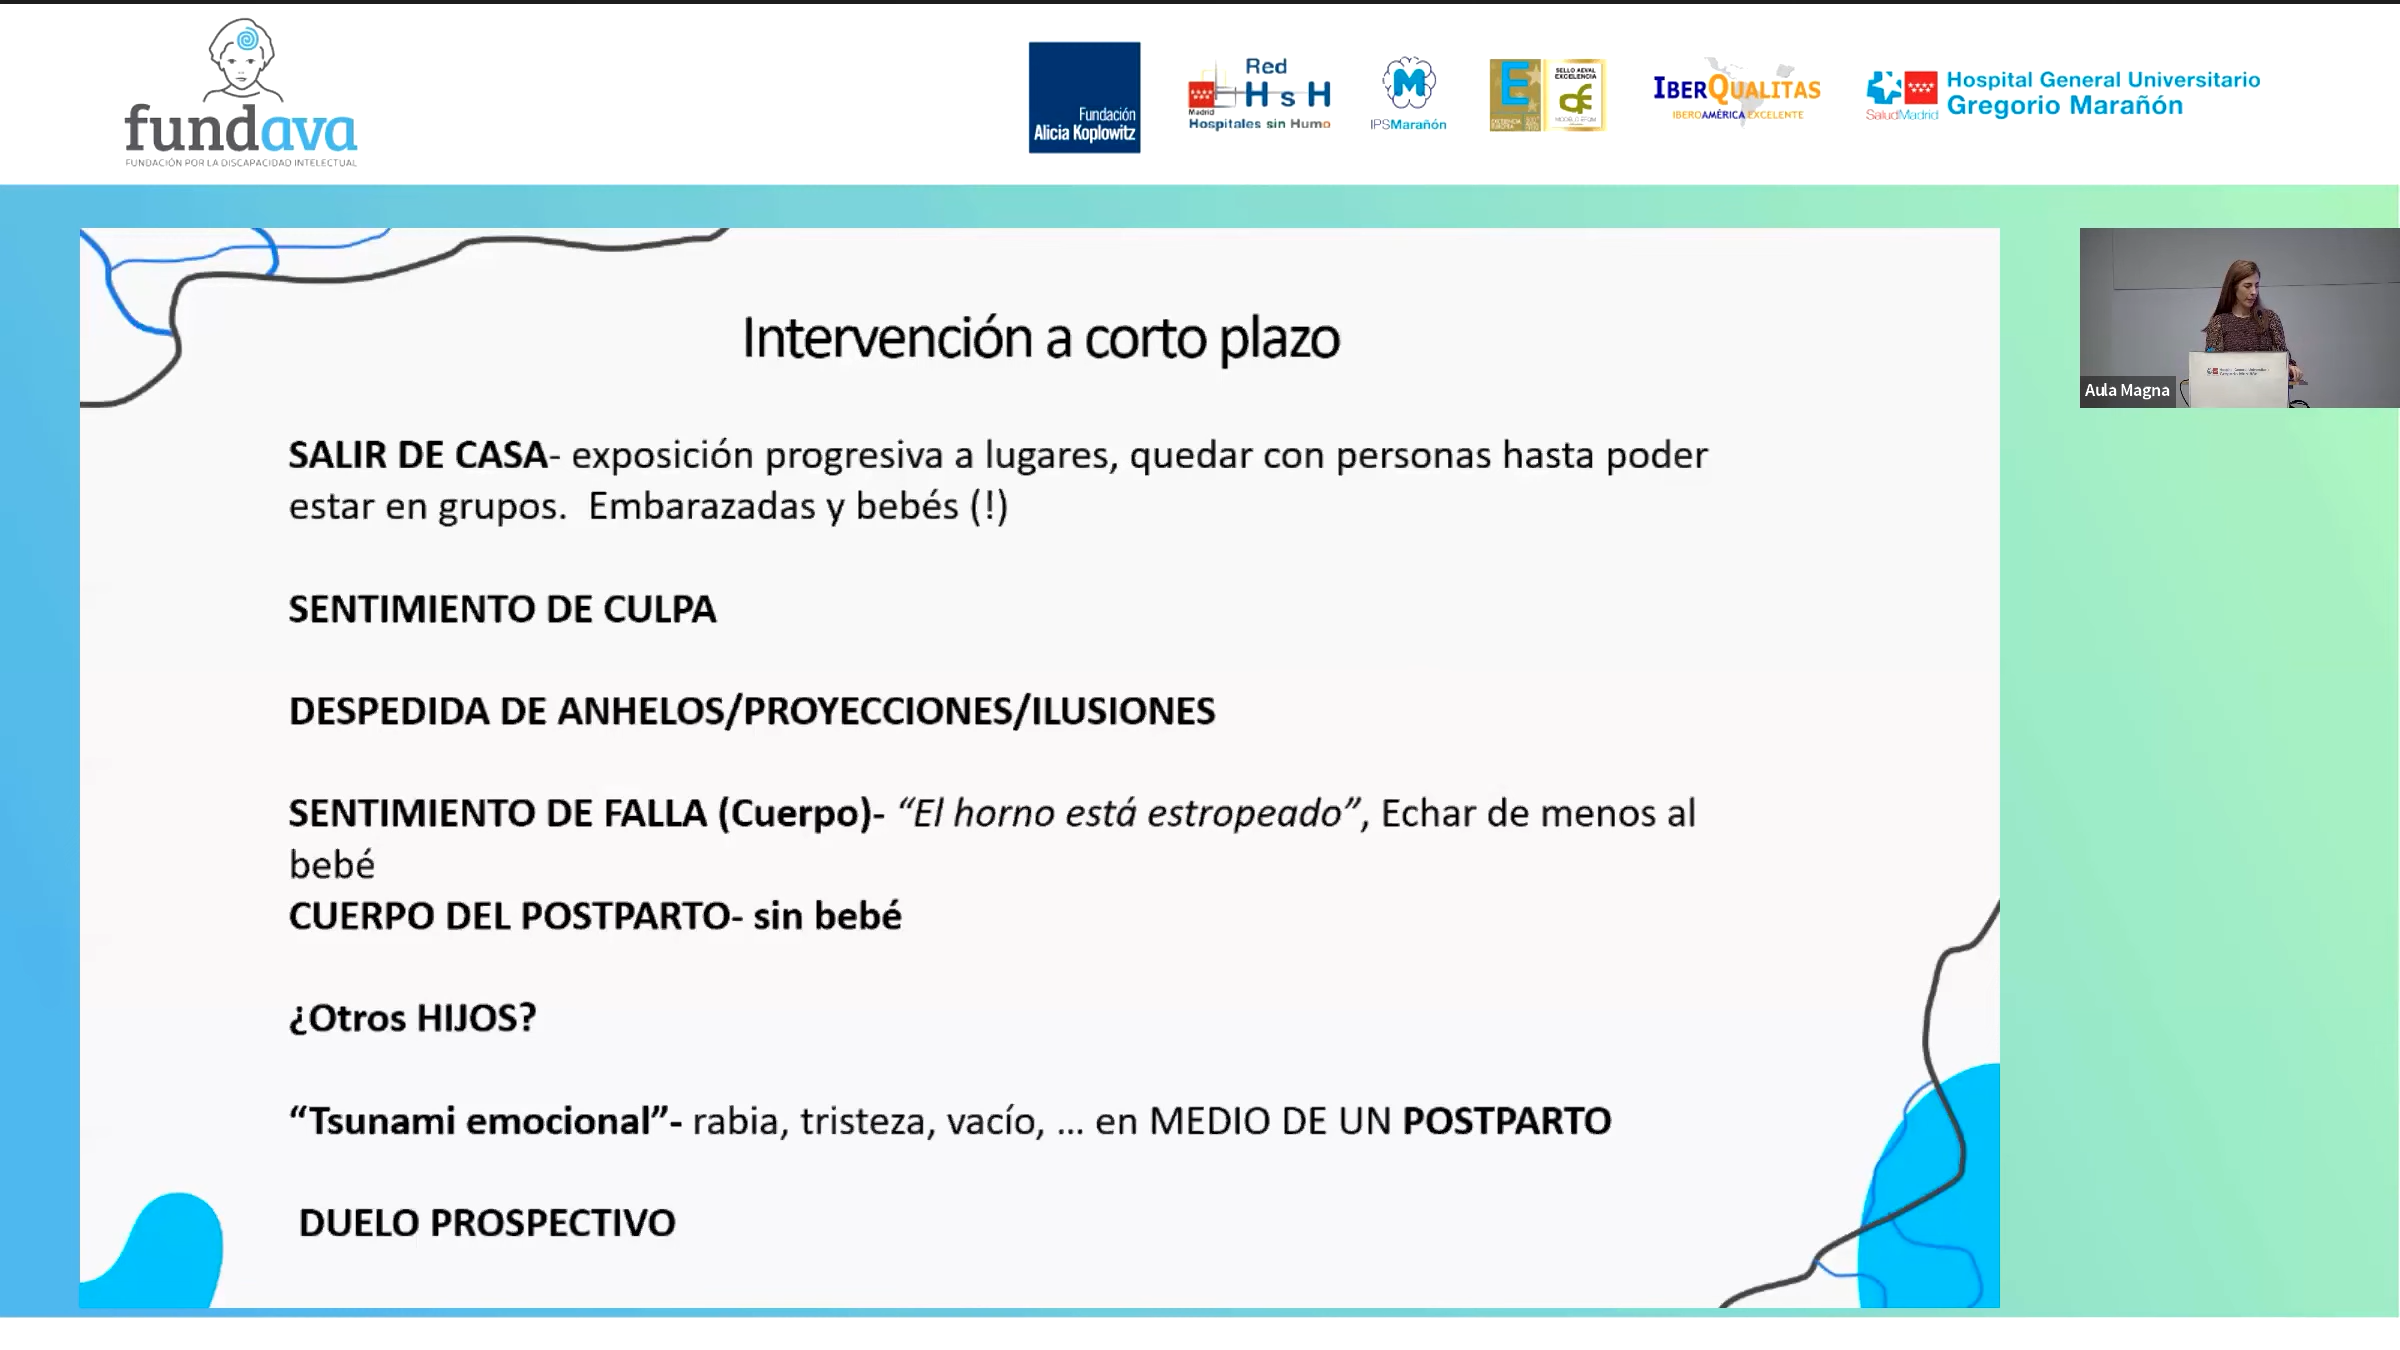 fundava
FUNDACIÓN POR LA DISCAPACIDAD INTELECTUAL
Fundación
Alicia Koplowitz
Red
H s H
Madrid
Hospitales sin Humo
M
IPSMarañón
E
SELLO AEVAL
EXCELENCIA
IBERQUALITAS
IBEROAMÉRICA EXCELENTE
SaludMadrid
Hospital General Universitario
Gregorio Marañón
Aula Magna
Intervención a corto plazo
SALIR DE CASA- exposición progresiva a lugares, quedar con personas hasta poder
estar en grupos. Embarazadas y bebés (!)
SENTIMIENTO DE CULPA
DESPEDIDA DE ANHELOS/PROYECCIONES/ILUSIONES
SENTIMIENTO DE FALLA (Cuerpo)- “El horno está estropeado”, Echar de menos al
bebé
CUERPO DEL POSTPARTO- sin bebé
¿Otros HIJOS?
“Tsunami emocional”- rabia, tristeza, vacío, ... en MEDIO DE UN POSTPARTO
DUELO PROSPECTIVO